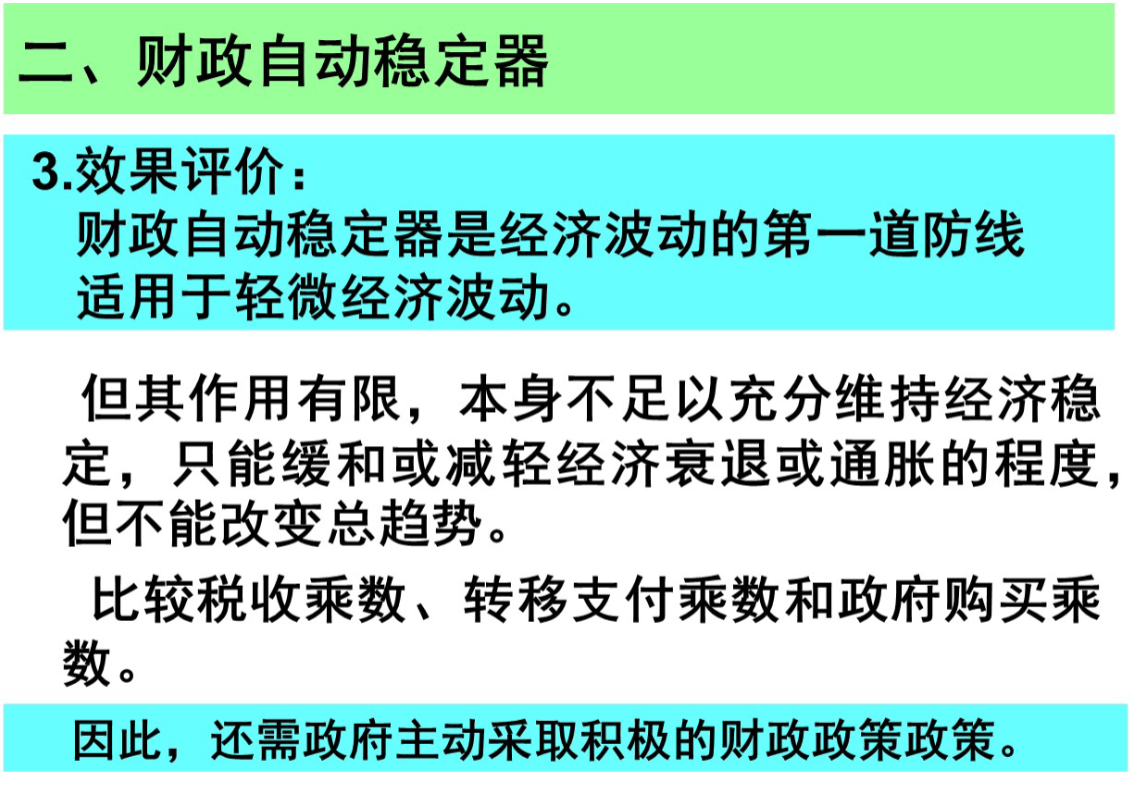 二、财政自动稳定器
3.效果评价：
财政自动稳定器是经济波动的第一道防线
适用于轻微经济波动。
但其作用有限，本身不足以充分维持经济稳
定，只能缓和或减轻经济衰退或通胀的程度，
但不能改变总趋势。
比较税收乘数、转移支付乘数和政府购买乘
数。
因此，还需政府主动采取积极的财政政策政策。